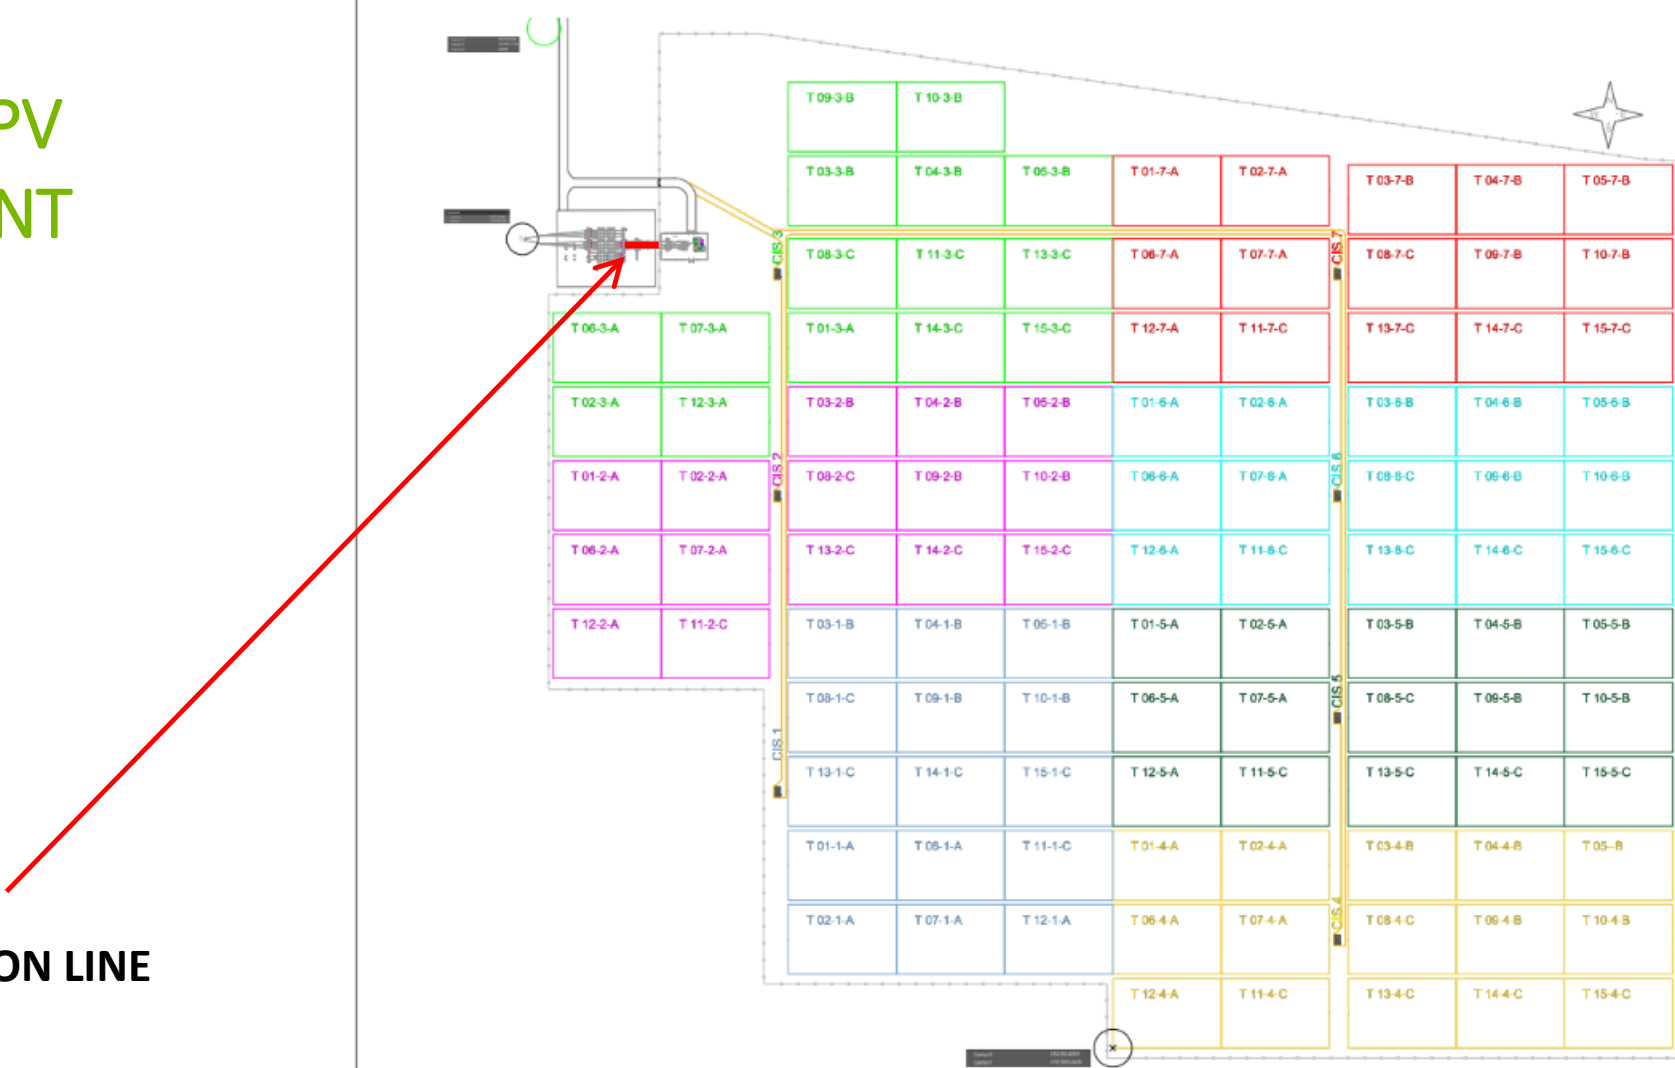 PV
NT
ON LINE
T 09-3-B T 10-3-B
T 03-3-B T 04-3-B T 05-3-B T 01-7-A T 02-7-A
T 03-7-B T 04-7-B T 05-7-B
CIS 3
CIS 7
T 08-3-C T 11-3-C T 13-3-C T 06-7-A T 07-7-A T 08-7-C T 09-7-B T 10-7-B
T 06-3-A T 07-3-A T 01-3-A T 14-3-C T 15-3-C T 12-7-A T 11-7-C T 13-7-C T 14-7-C T 15-7-C
T 02-3-A T 12-3-A T 03-2-B T 04-2-B T 05-2-B T 01-6-A T 02-6-A T 03-6-B T 04-6-B T 05-6-B
CIS 2
CIS 6
T 01-2-A T 02-2-A T 08-2-C T 09-2-B T 10-2-B T 06-6-A T 07-6-A T 08-6-C T 09-6-B T 10-6-B
T 06-2-A T 07-2-A T 13-2-C T 14-2-C T 15-2-C T 12-6-A T 11-6-C T 13-6-C T 14-6-C T 15-6-C
T 12-2-A T 11-2-C T 03-1-B T 04-1-B T 05-1-B T 01-5-A T 02-5-A T 03-5-B T 04-5-B T 05-5-B
CIS 1
CIS 5
T 08-1-C T 09-1-B T 10-1-B T 06-5-A T 07-5-A T 08-5-C T 09-5-B T 10-5-B
T 13-1-C T 14-1-C T 15-1-C T 12-5-A T 11-5-C T 13-5-C T 14-5-C T 15-5-C
T 01-1-A T 06-1-A T 11-1-C T 01-4-A T 02-4-A T 03-4-B T 04-4-B T 05--B
CIS 4
T 02-1-A T 07-1-A T 12-1-A T 06-4-A T 07-4-A T 08-4-C T 09-4-B T 10-4-B
T 12-4-A T 11-4-C T 13-4-C T 14-4-C T 15-4-C